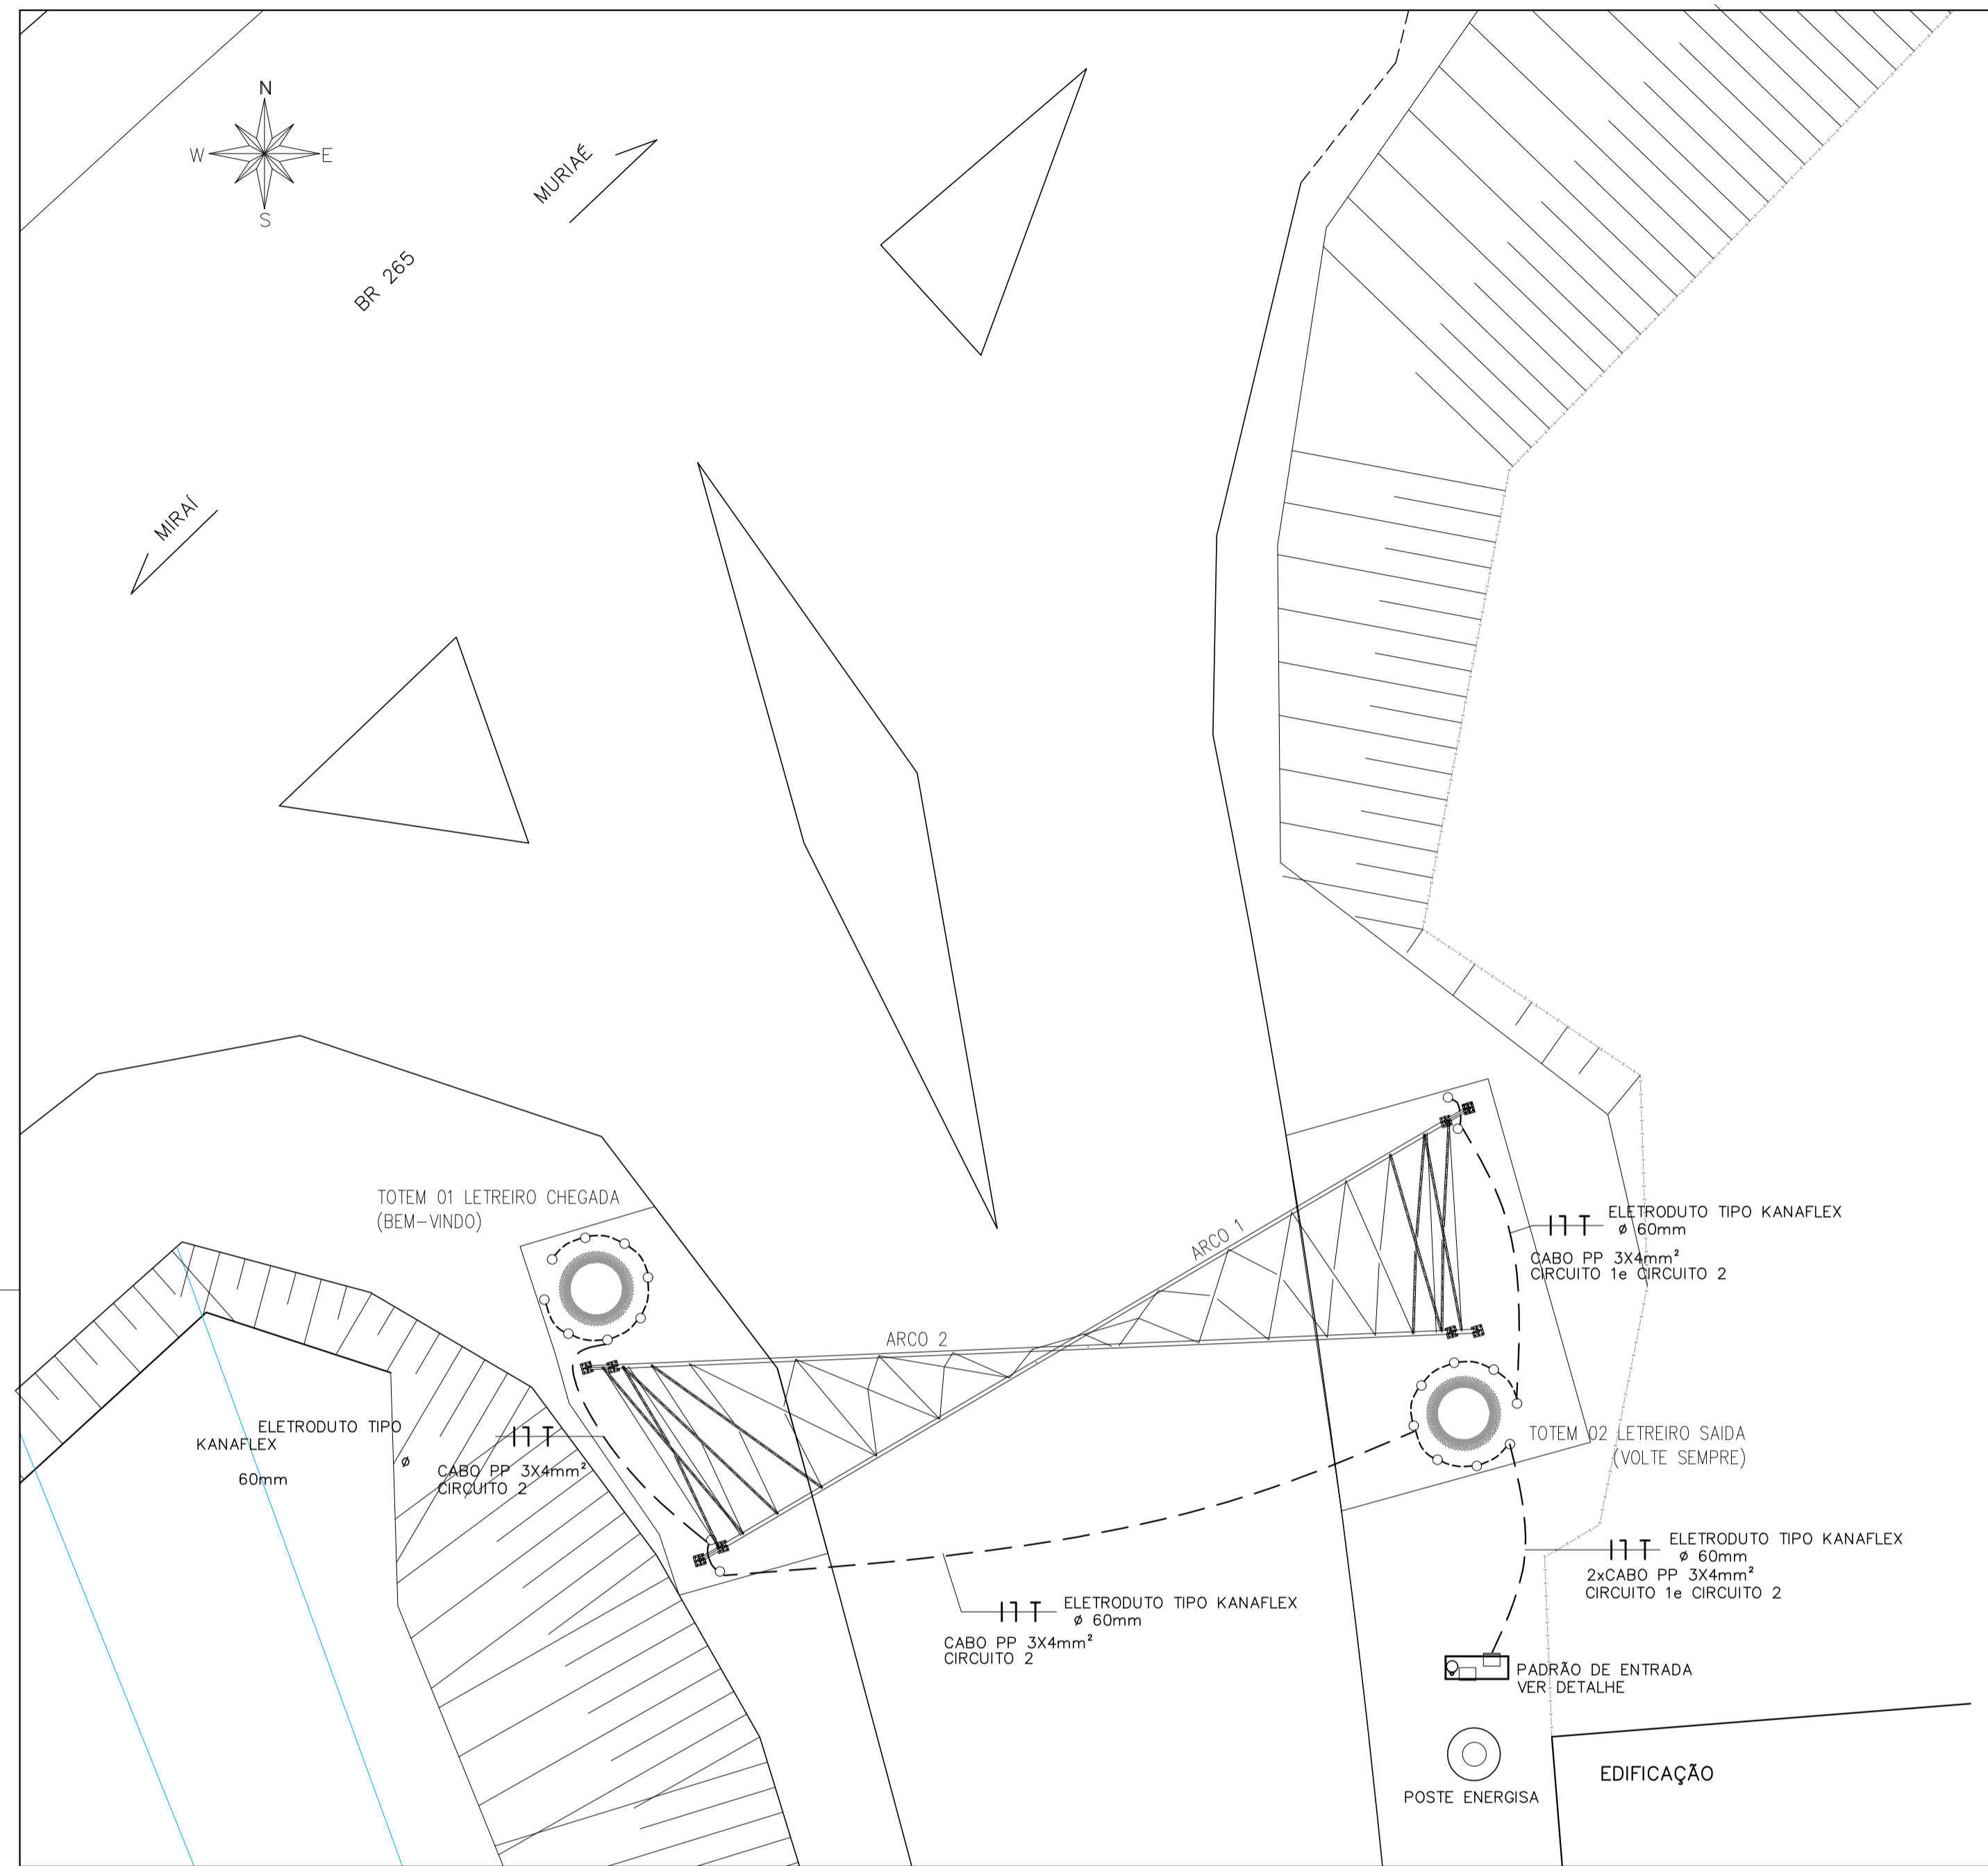 N
W
E
S
MURIAÉ
BR 265
MIRAÍ
TOTEM 01 LETREIRO CHEGADA
(BEM-VINDO)
ARCO 1
ELETRODUTO TIPO KANAFLEX
ø 60mm
CABO PP 3X4mm²
CIRCUITO 1e CIRCUITO 2
ARCO 2
ELETRODUTO TIPO
KANAFLEX
ø
60mm
CABO PP 3X4mm²
CIRCUITO 2
TOTEM 02 LETREIRO SAIDA
(VOLTE SEMPRE)
ELETRODUTO TIPO KANAFLEX
ø 60mm
2xCABO PP 3X4mm²
CIRCUITO 1e CIRCUITO 2
ELETRODUTO TIPO KANAFLEX
ø 60mm
CABO PP 3X4mm²
CIRCUITO 2
PADRÃO DE ENTRADA
VER DETALHE
EDIFICAÇÃO
POSTE ENERGISA